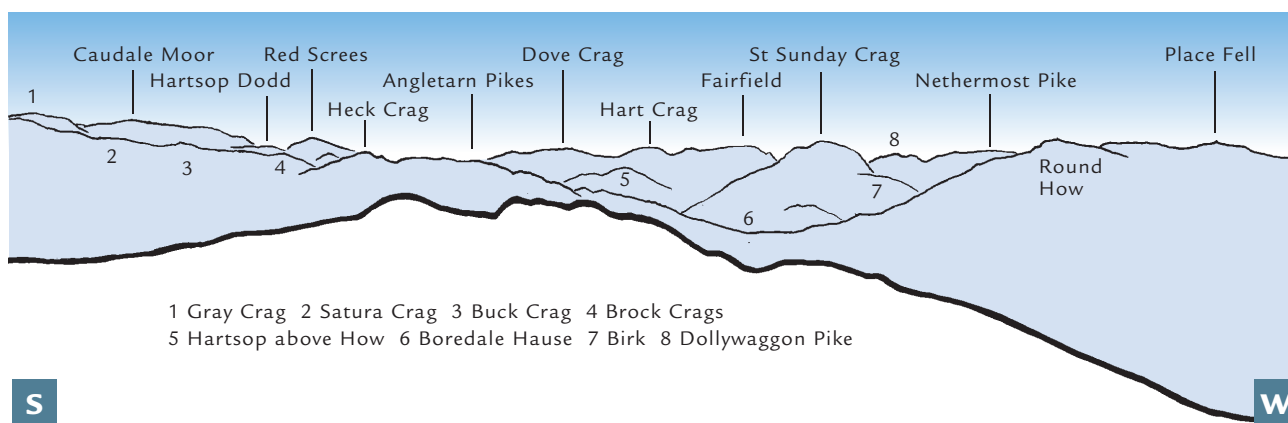 Caudale Moor
Red Screes
Dove Crag
St Sunday Crag
Place Fell
Hartsop Dodd
Angletarn Pikes
Fairfield
Nethermost Pike
1
Heck Crag
Hart Crag
8
2
3
4
5
7
Round
How
6
1 Gray Crag 2 Satura Crag 3 Buck Crag 4 Brock Crags
5 Hartsop above How 6 Boredale Hause 7 Birk 8 Dollywaggon Pike
S
W